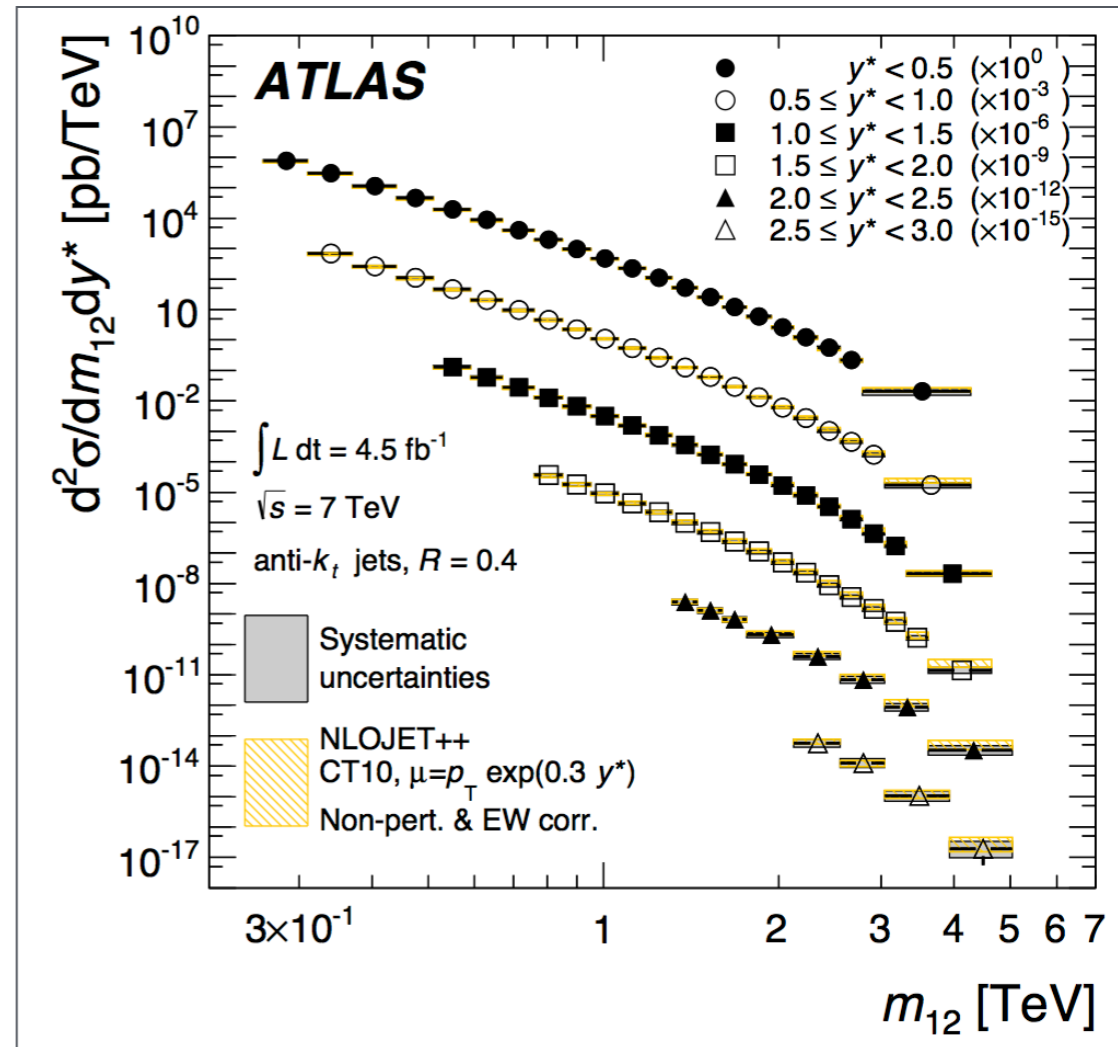 ATLAS
y* < 0.5 (×10⁰)
0.5 ≤ y* < 1.0 (×10⁻³)
1.0 ≤ y* < 1.5 (×10⁻⁶)
1.5 ≤ y* < 2.0 (×10⁻⁹)
2.0 ≤ y* < 2.5 (×10⁻¹²)
2.5 ≤ y* < 3.0 (×10⁻¹⁵)
d²σ/dm₁₂dy* [pb/TeV]
10¹⁰
10⁷
10⁴
10
10⁻²
10⁻⁵
10⁻⁸
10⁻¹¹
10⁻¹⁴
10⁻¹⁷
∫L dt = 4.5 fb⁻¹
√s = 7 TeV
anti-kₜ jets, R = 0.4
Systematic
uncertainties
NLOJET++
CT10, μ=p_T exp(0.3 y*)
Non-pert. & EW corr.
3×10⁻¹ 1 2 3 4 5 6 7
m₁₂ [TeV]